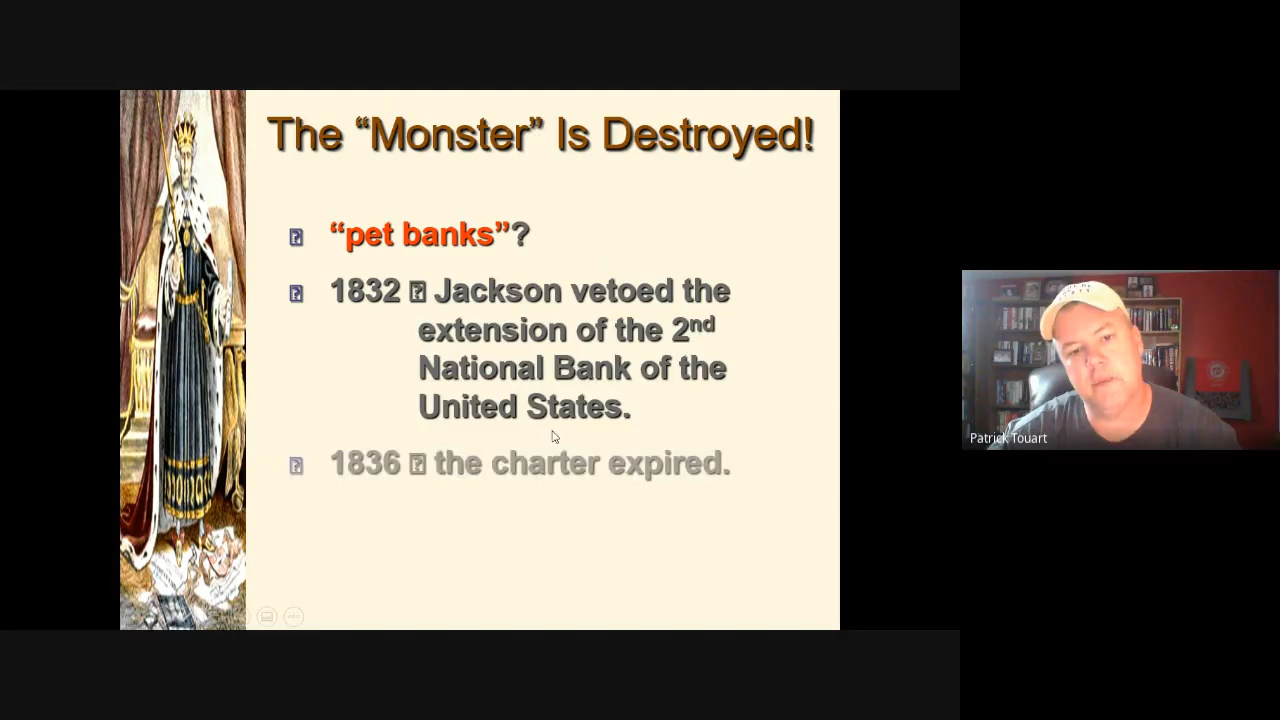 The “Monster” Is Destroyed!
“pet banks”?
1832 Jackson vetoed the
extension of the 2nd
National Bank of the
United States.
1836 the charter expired.
Patrick Touart